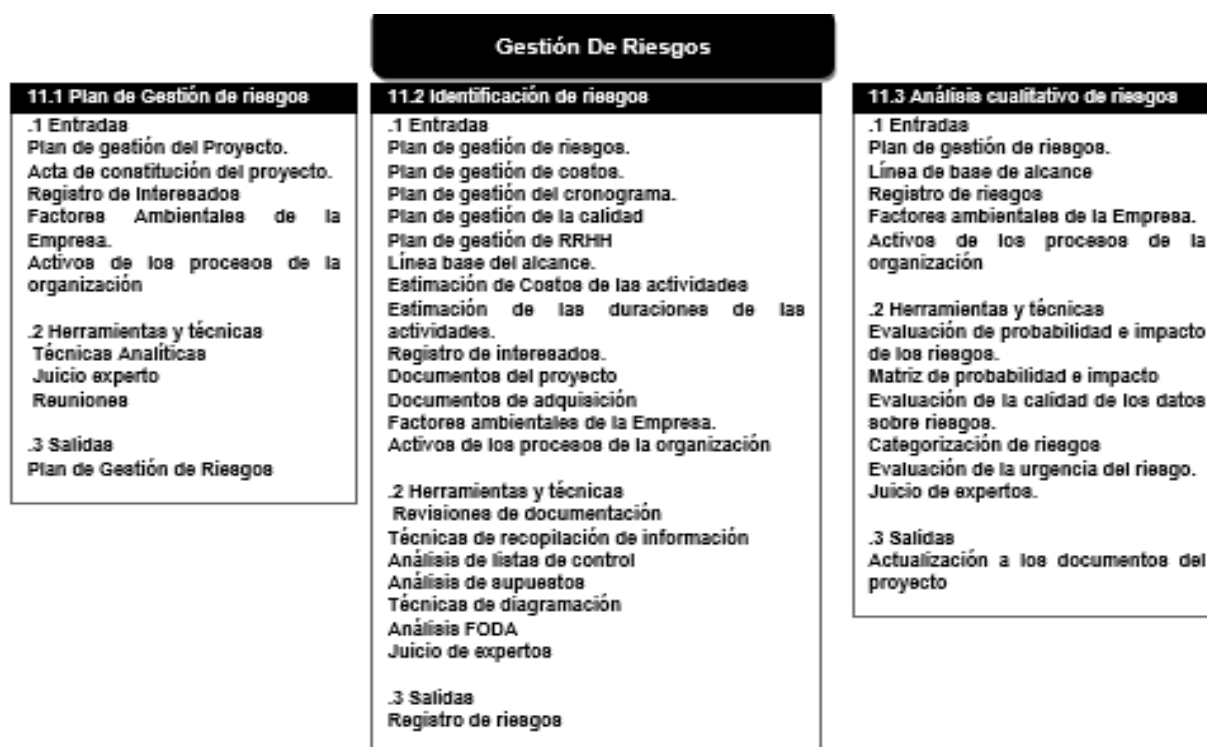 Gestión De Riesgos
11.1 Plan de Gestión de riesgos
.1 Entradas
Plan de gestión del Proyecto.
Acta de constitución del proyecto.
Registro de Interesados
Factores Ambientales de la
Empresa.
Activos de los procesos de la
organización
.2 Herramientas y técnicas
Técnicas Analíticas
Juicio experto
Reuniones
.3 Salidas
Plan de Gestión de Riesgos
11.2 Identificación de riesgos
.1 Entradas
Plan de gestión de riesgos.
Plan de gestión de costos.
Plan de gestión del cronograma.
Plan de gestión de la calidad
Plan de gestión de RRHH
Línea base del alcance.
Estimación de Costos de las actividades
Estimación de las duraciones de las
actividades.
Registro de interesados.
Documentos del proyecto
Documentos de adquisición
Factores ambientales de la Empresa.
Activos de los procesos de la organización
.2 Herramientas y técnicas
Revisiones de documentación
Técnicas de recopilación de información
Análisis de listas de control
Análisis de supuestos
Técnicas de diagramación
Análisis FODA
Juicio de expertos
.3 Salidas
Registro de riesgos
11.3 Análisis cualitativo de riesgos
.1 Entradas
Plan de gestión de riesgos.
Línea de base de alcance
Registro de riesgos
Factores ambientales de la Empresa.
Activos de los procesos de la
organización
.2 Herramientas y técnicas
Evaluación de probabilidad e impacto
de los riesgos.
Matriz de probabilidad e impacto
Evaluación de la calidad de los datos
sobre riesgos.
Categorización de riesgos
Evaluación de la urgencia del riesgo.
Juicio de expertos.
.3 Salidas
Actualización a los documentos del
proyecto